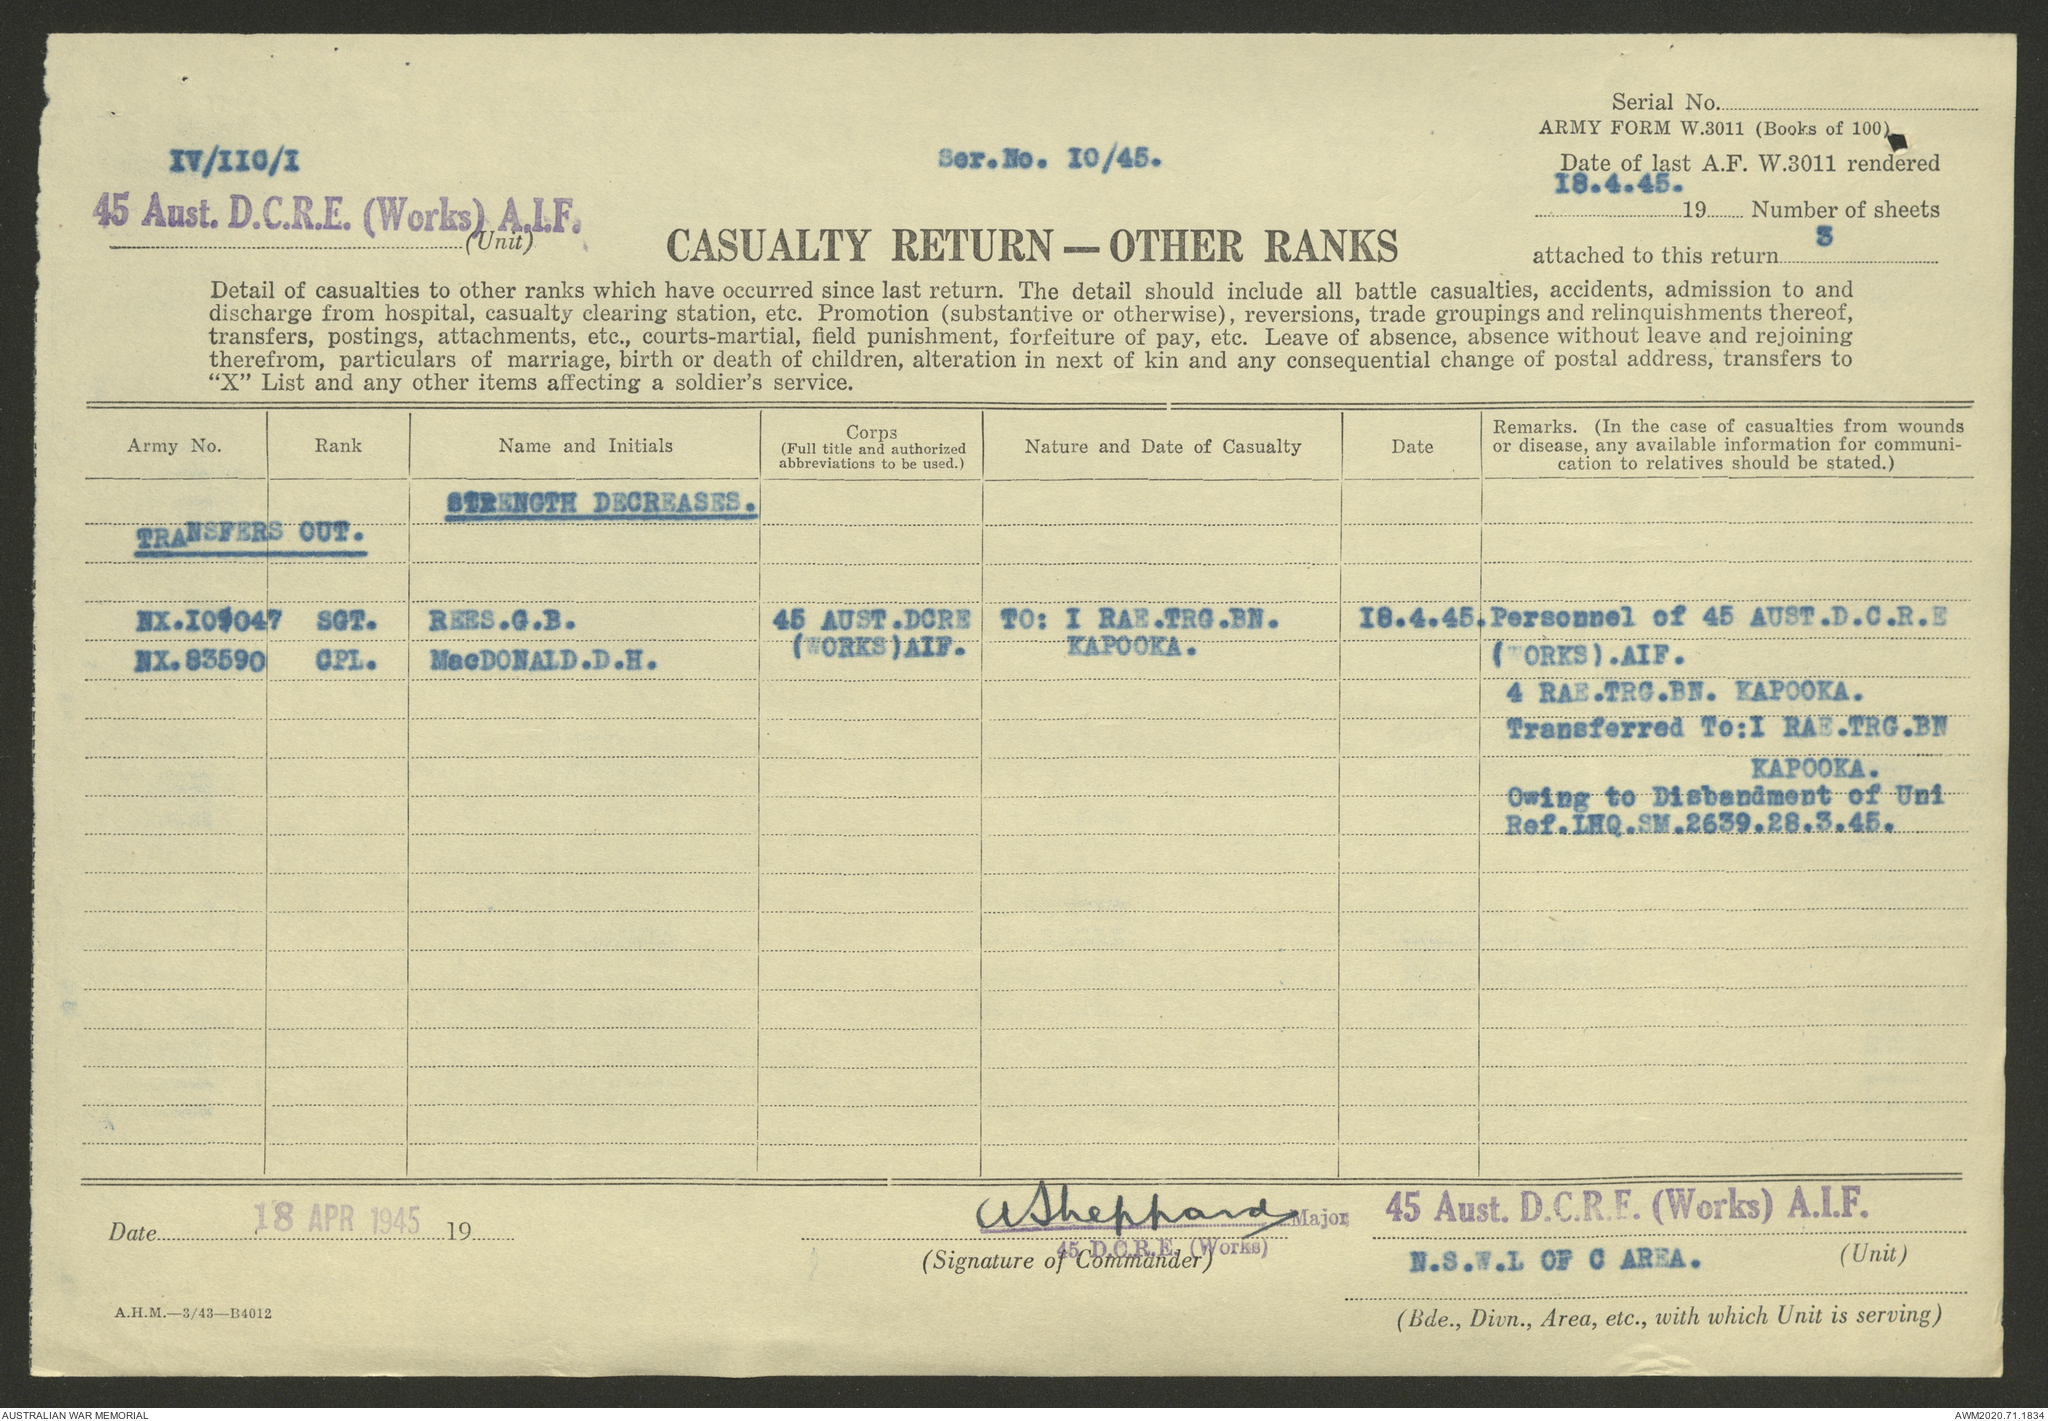 Serial No.
ARMY FORM W.3011 (Books of 100)
IV/IIC/I
Ser.No. IO/45.
Date of last A.F. W.3011 rendered
I8.4.45.
45 Aust. D.C.R.E. (Works) A.I.F.
19 Number of sheets
(Unit)
CASUALTY RETURN — OTHER RANKS
3
attached to this return
Detail of casualties to other ranks which have occurred since last return. The detail should include all battle casualties, accidents, admission to and
discharge from hospital, casualty clearing station, etc. Promotion (substantive or otherwise), reversions, trade groupings and relinquishments thereof,
transfers, postings, attachments, etc., courts-martial, field punishment, forfeiture of pay, etc. Leave of absence, absence without leave and rejoining
therefrom, particulars of marriage, birth or death of children, alteration in next of kin and any consequential change of postal address, transfers to
“X” List and any other items affecting a soldier’s service.
Army No. Rank Name and Initials Corps (Full title and authorized abbreviations to be used.) Nature and Date of Casualty Date Remarks. (In the case of casualties from wounds
or disease, any available information for communi-
cation to relatives should be stated.)
STRENGTH DECREASES.
TRANSFERS OUT.
NX.IO9047 SGT. REES.G.B. 45 AUST.DCRE TO: I RAE.TRG.BN. I8.4.45. Personnel of 45 AUST.D.C.R.E
(WORKS)AIF. KAPOOKA.
NX.83590 CPL. MacDONALD.D.H. (WORKS).AIF.
4 RAE.TRG.BN. KAPOOKA.
Transferred To:I RAE.TRG.BN
KAPOOKA.
Owing to Disbandment of Uni
Ref.LHQ.SM.2639.28.3.45.
Date 18 APR 1945 19
A Sheppard Major
45 D.C.R.E. (Works)
(Signature of Commander)
45 Aust. D.C.R.E. (Works) A.I.F.
(Unit)
N.S.W.L OF C AREA.
A.H.M.—3/43—B4012
(Bde., Divn., Area, etc., with which Unit is serving)
AUSTRALIAN WAR MEMORIAL
AWM2020.71.1834